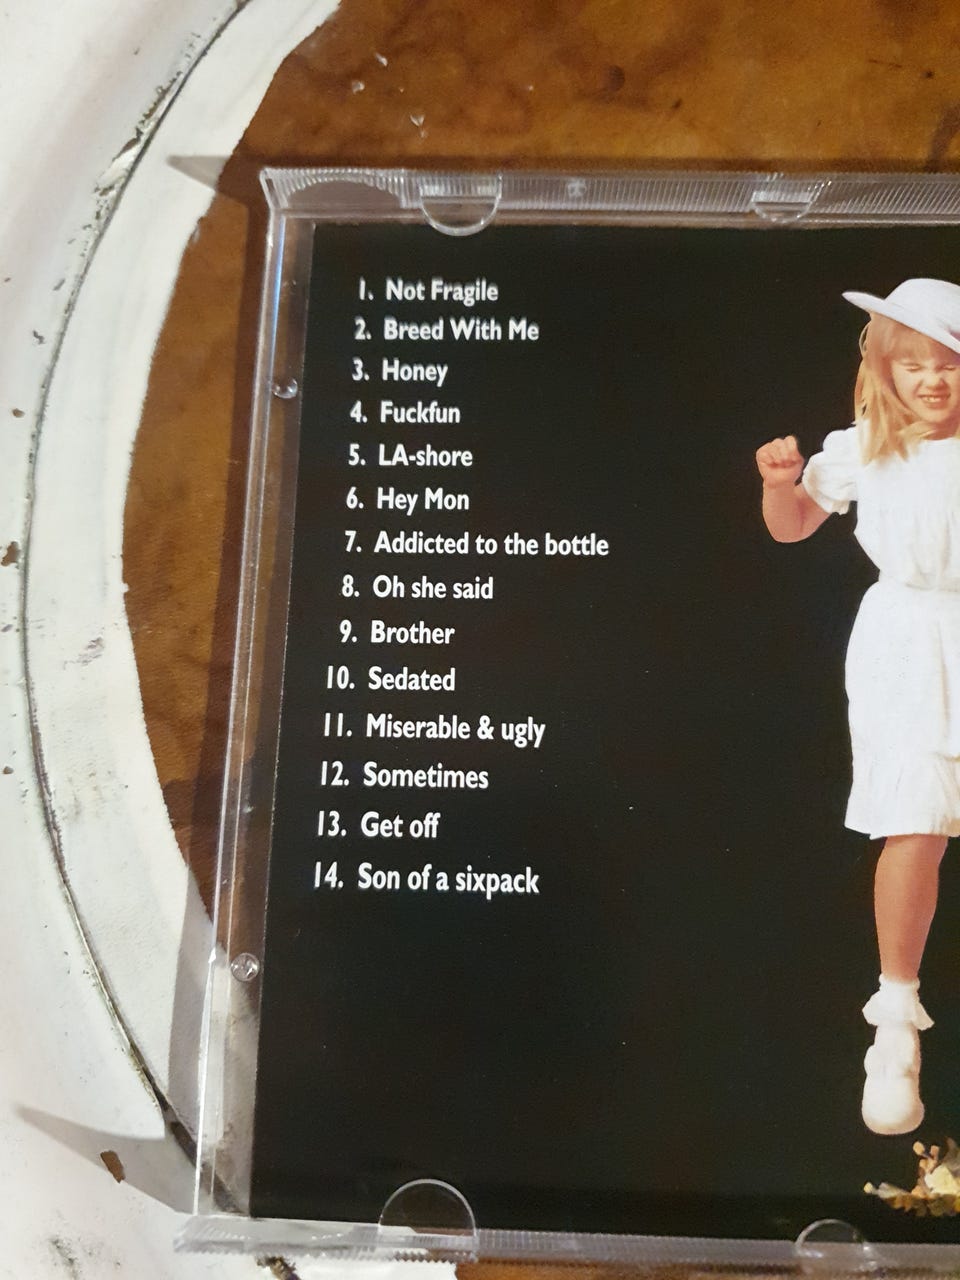 1. Not Fragile
2. Breed With Me
3. Honey
4. Fuckfun
5. LA-shore
6. Hey Mon
7. Addicted to the bottle
8. Oh she said
9. Brother
10. Sedated
11. Miserable & ugly
12. Sometimes
13. Get off
14. Son of a sixpack